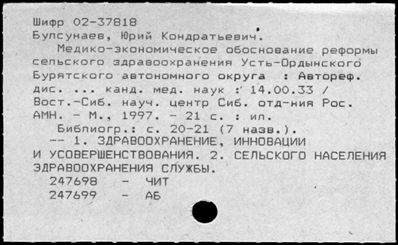 Шифр 02-37818
Булсунаев, Юрий Кондратьевич.
Медико-экономическое обоснование реформы
сельского здравоохранения Усть-Ордынского
Бурятского автономного округа : Автореф.
дис. ... канд. мед. наук : 14.00.33 /
Вост.-Сиб. науч. центр Сиб. отд-ния Рос.
АМН. - М., 1997. - 21 с. : ил.
Библиогр.: с. 20-21 (7 назв.).
-- 1. ЗДРАВООХРАНЕНИЕ, ИННОВАЦИИ
И УСОВЕРШЕНСТВОВАНИЯ. 2. СЕЛЬСКОГО НАСЕЛЕНИЯ
ЗДРАВООХРАНЕНИЯ СЛУЖБЫ.
247698 - ЧИТ
247699 - АБ